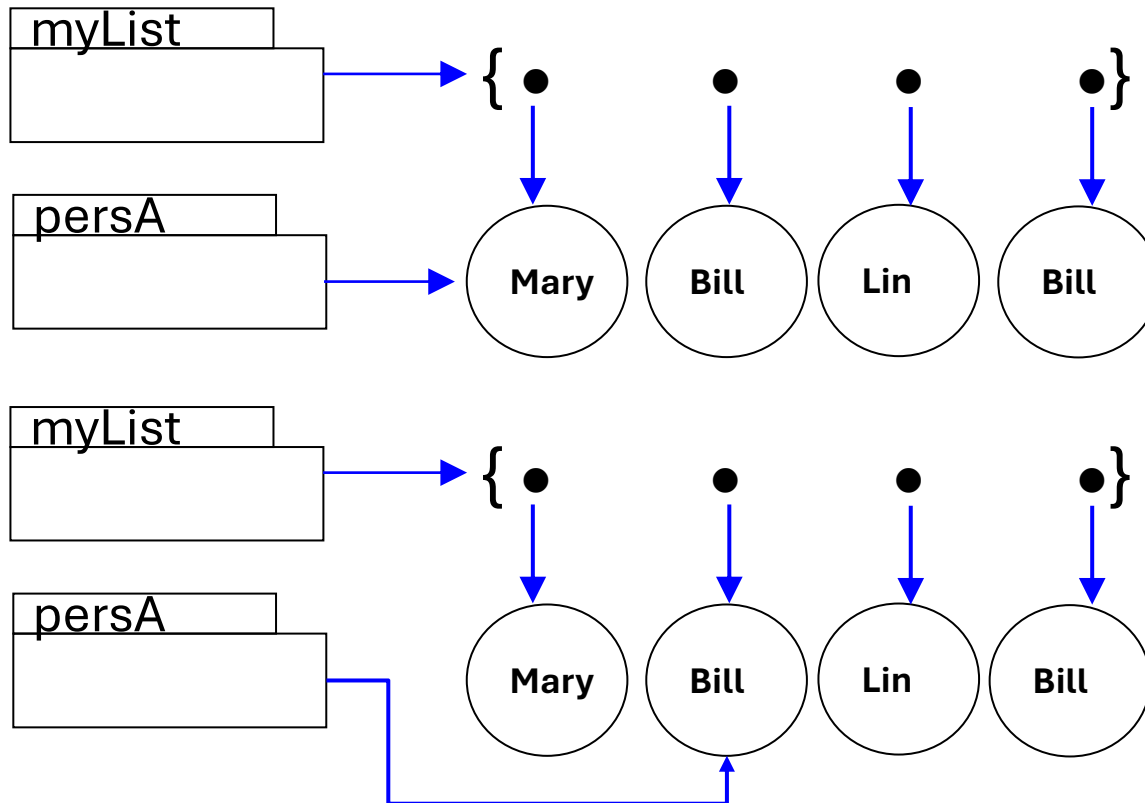 myList
{ • • • • }
persA
Mary Bill Lin Bill
myList
{ • • • • }
persA
Mary Bill Lin Bill